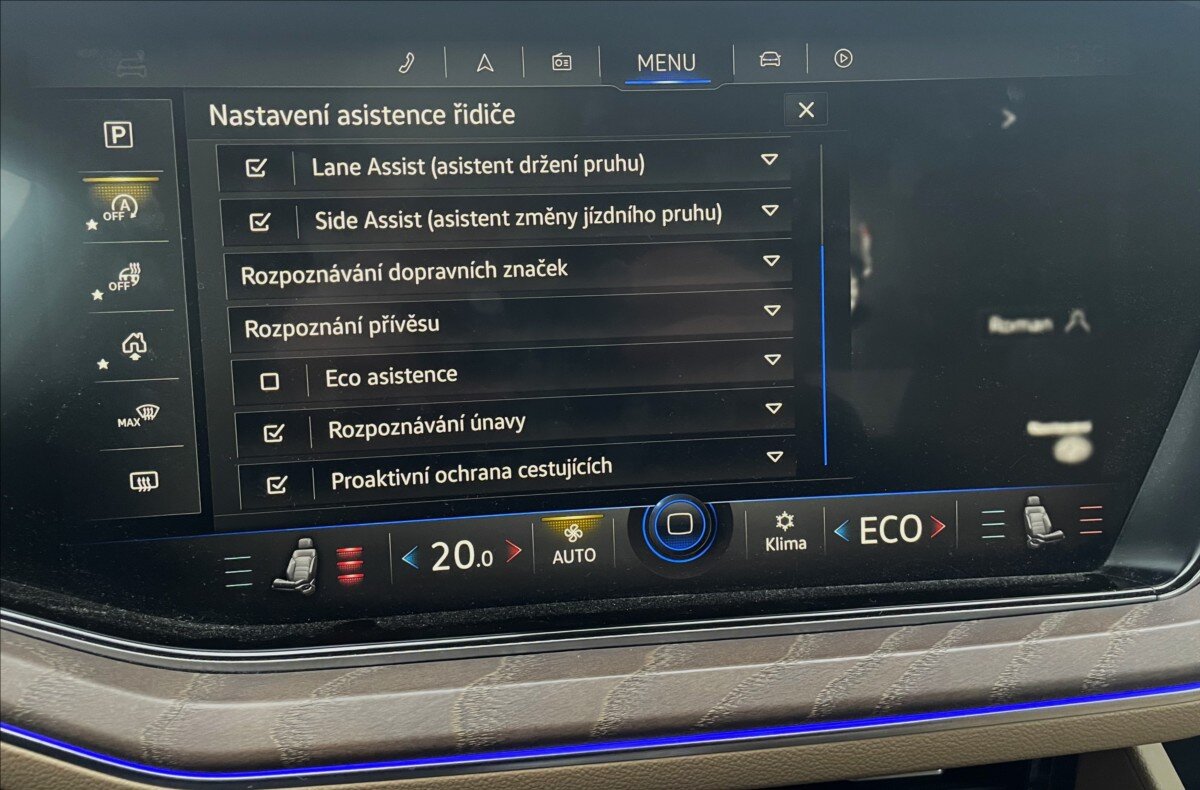 MENU
Nastavení asistence řidiče
P
Lane Assist (asistent držení pruhu)
A
OFF
Side Assist (asistent změny jízdního pruhu)
Rozpoznávání dopravních značek
OFF
Rozpoznání přívěsu
Roman
Eco asistence
MAX
Rozpoznávání únavy
Proaktivní ochrana cestujících
20.0
AUTO
Klima
ECO